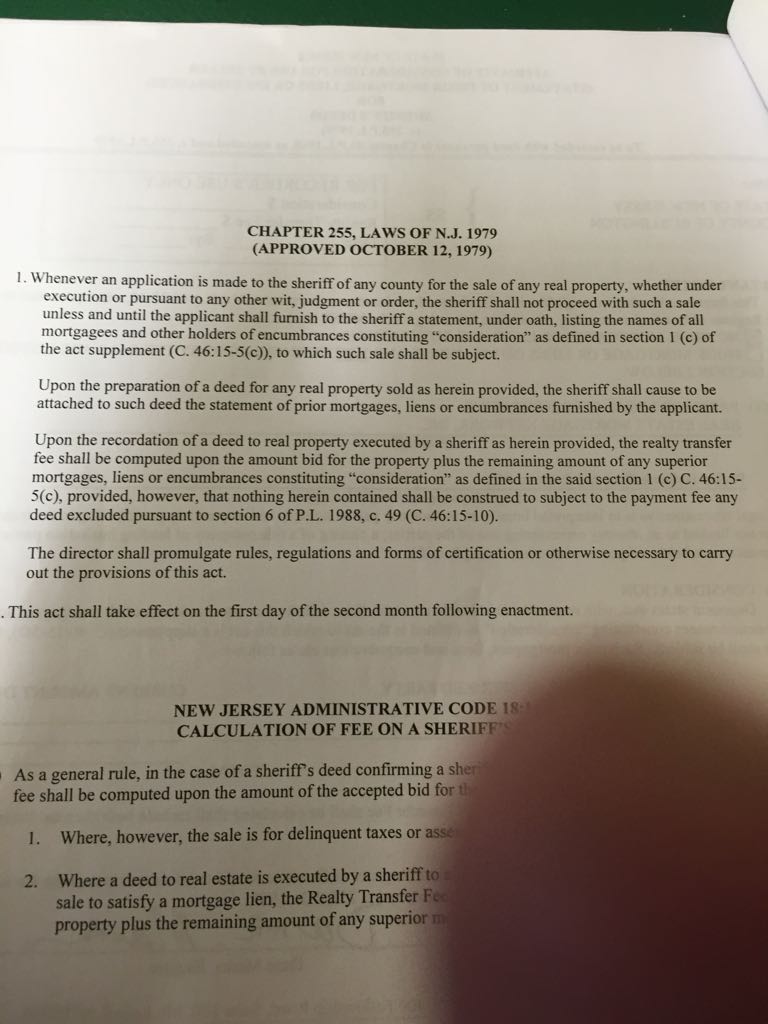 CHAPTER 255, LAWS OF N.J. 1979
(APPROVED OCTOBER 12, 1979)
1. Whenever an application is made to the sheriff of any county for the sale of any real property, whether under
execution or pursuant to any other wit, judgment or order, the sheriff shall not proceed with such a sale
unless and until the applicant shall furnish to the sheriff a statement, under oath, listing the names of all
mortgagees and other holders of encumbrances constituting “consideration” as defined in section 1 (c) of
the act supplement (C. 46:15-5(c)), to which such sale shall be subject.
Upon the preparation of a deed for any real property sold as herein provided, the sheriff shall cause to be
attached to such deed the statement of prior mortgages, liens or encumbrances furnished by the applicant.
Upon the recordation of a deed to real property executed by a sheriff as herein provided, the realty transfer
fee shall be computed upon the amount bid for the property plus the remaining amount of any superior
mortgages, liens or encumbrances constituting “consideration” as defined in the said section 1 (c) C. 46:15-
5(c), provided, however, that nothing herein contained shall be construed to subject to the payment fee any
deed excluded pursuant to section 6 of P.L. 1988, c. 49 (C. 46:15-10).
The director shall promulgate rules, regulations and forms of certification or otherwise necessary to carry
out the provisions of this act.
. This act shall take effect on the first day of the second month following enactment.
NEW JERSEY ADMINISTRATIVE CODE 18:
CALCULATION OF FEE ON A SHERIFF'S
As a general rule, in the case of a sheriff's deed confirming a
fee shall be computed upon the amount of the accepted bid for
1. Where, however, the sale is for delinquent taxes or
2. Where a deed to real estate is executed by a sheriff to
sale to satisfy a mortgage lien, the Realty Transfer
property plus the remaining amount of any superior